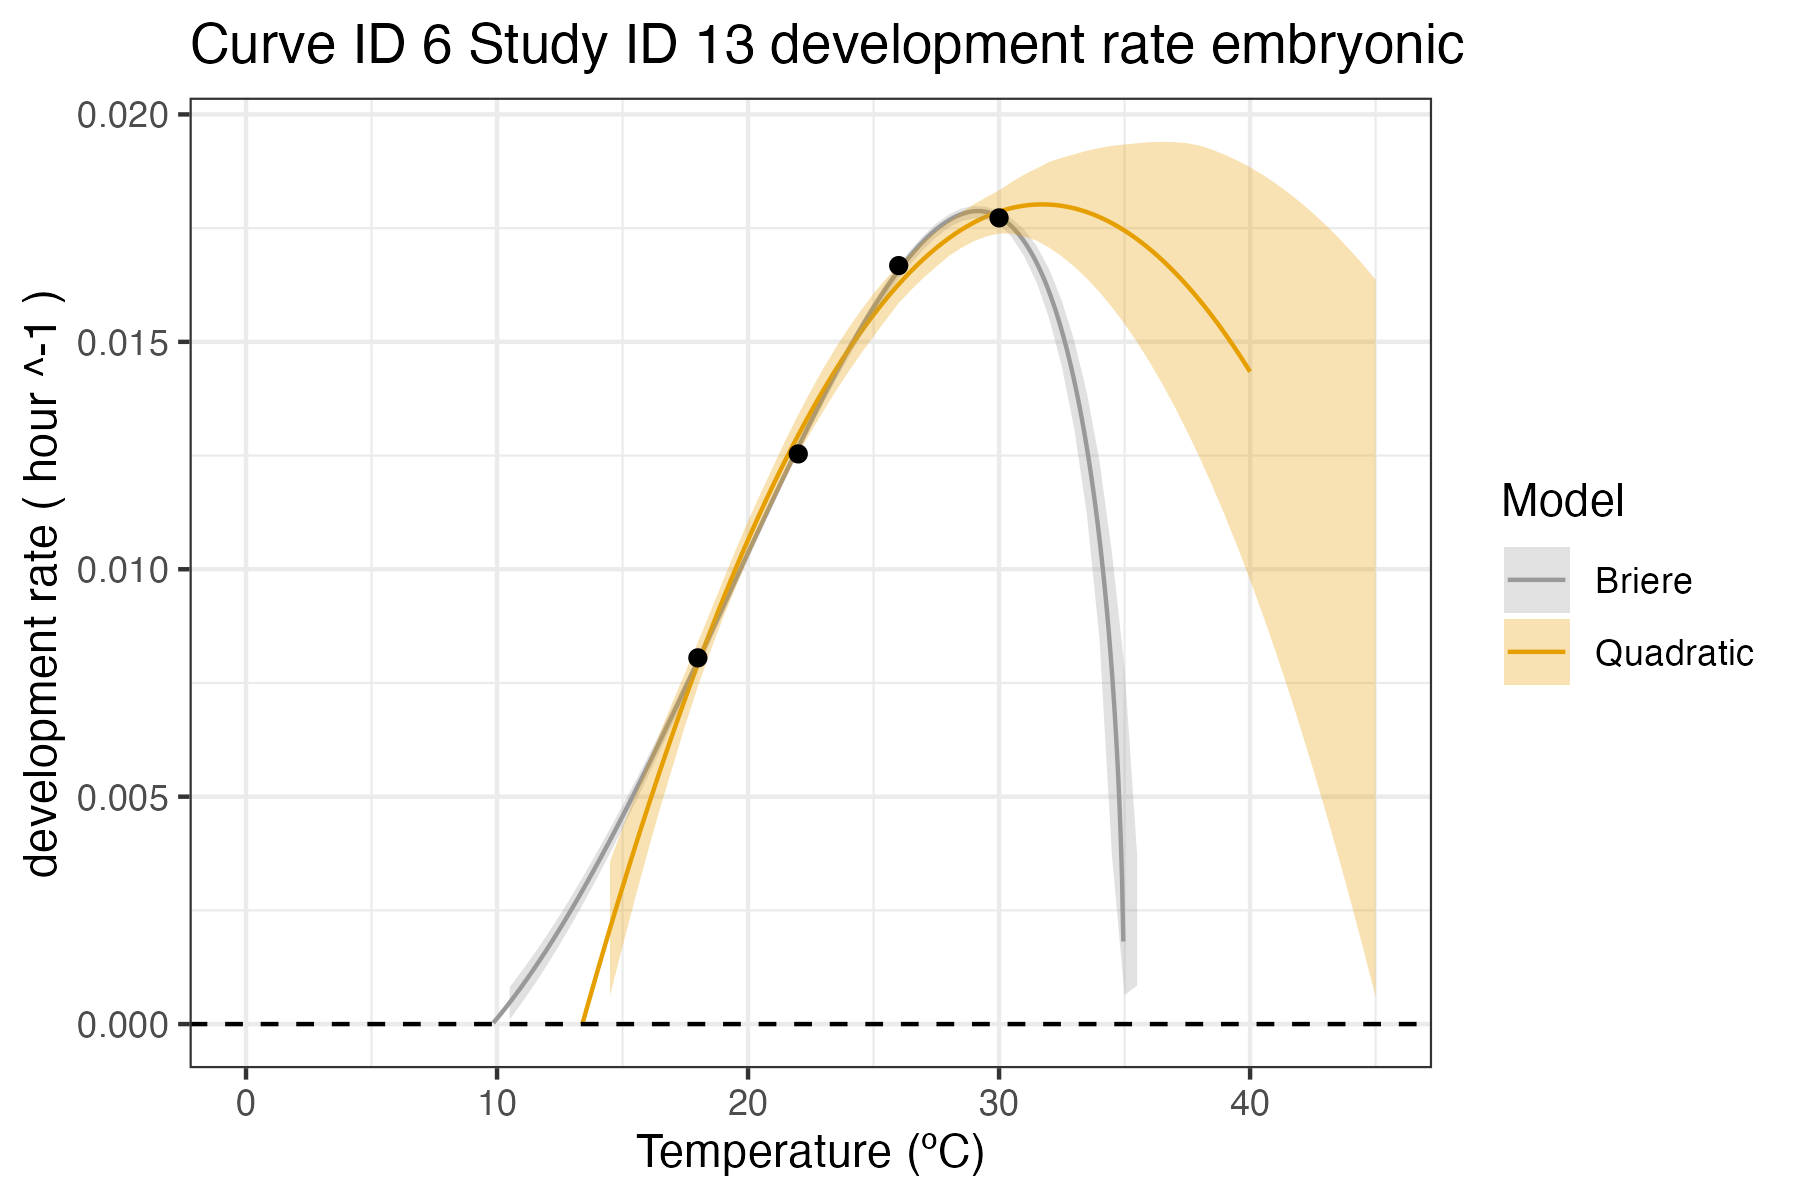 Curve ID 6 Study ID 13 development rate embryonic
0.020
0.015
0.010
0.005
0.000
development rate ( hour ^-1 )
0 10 20 30 40
Temperature (ºC)
Model
Briere
Quadratic